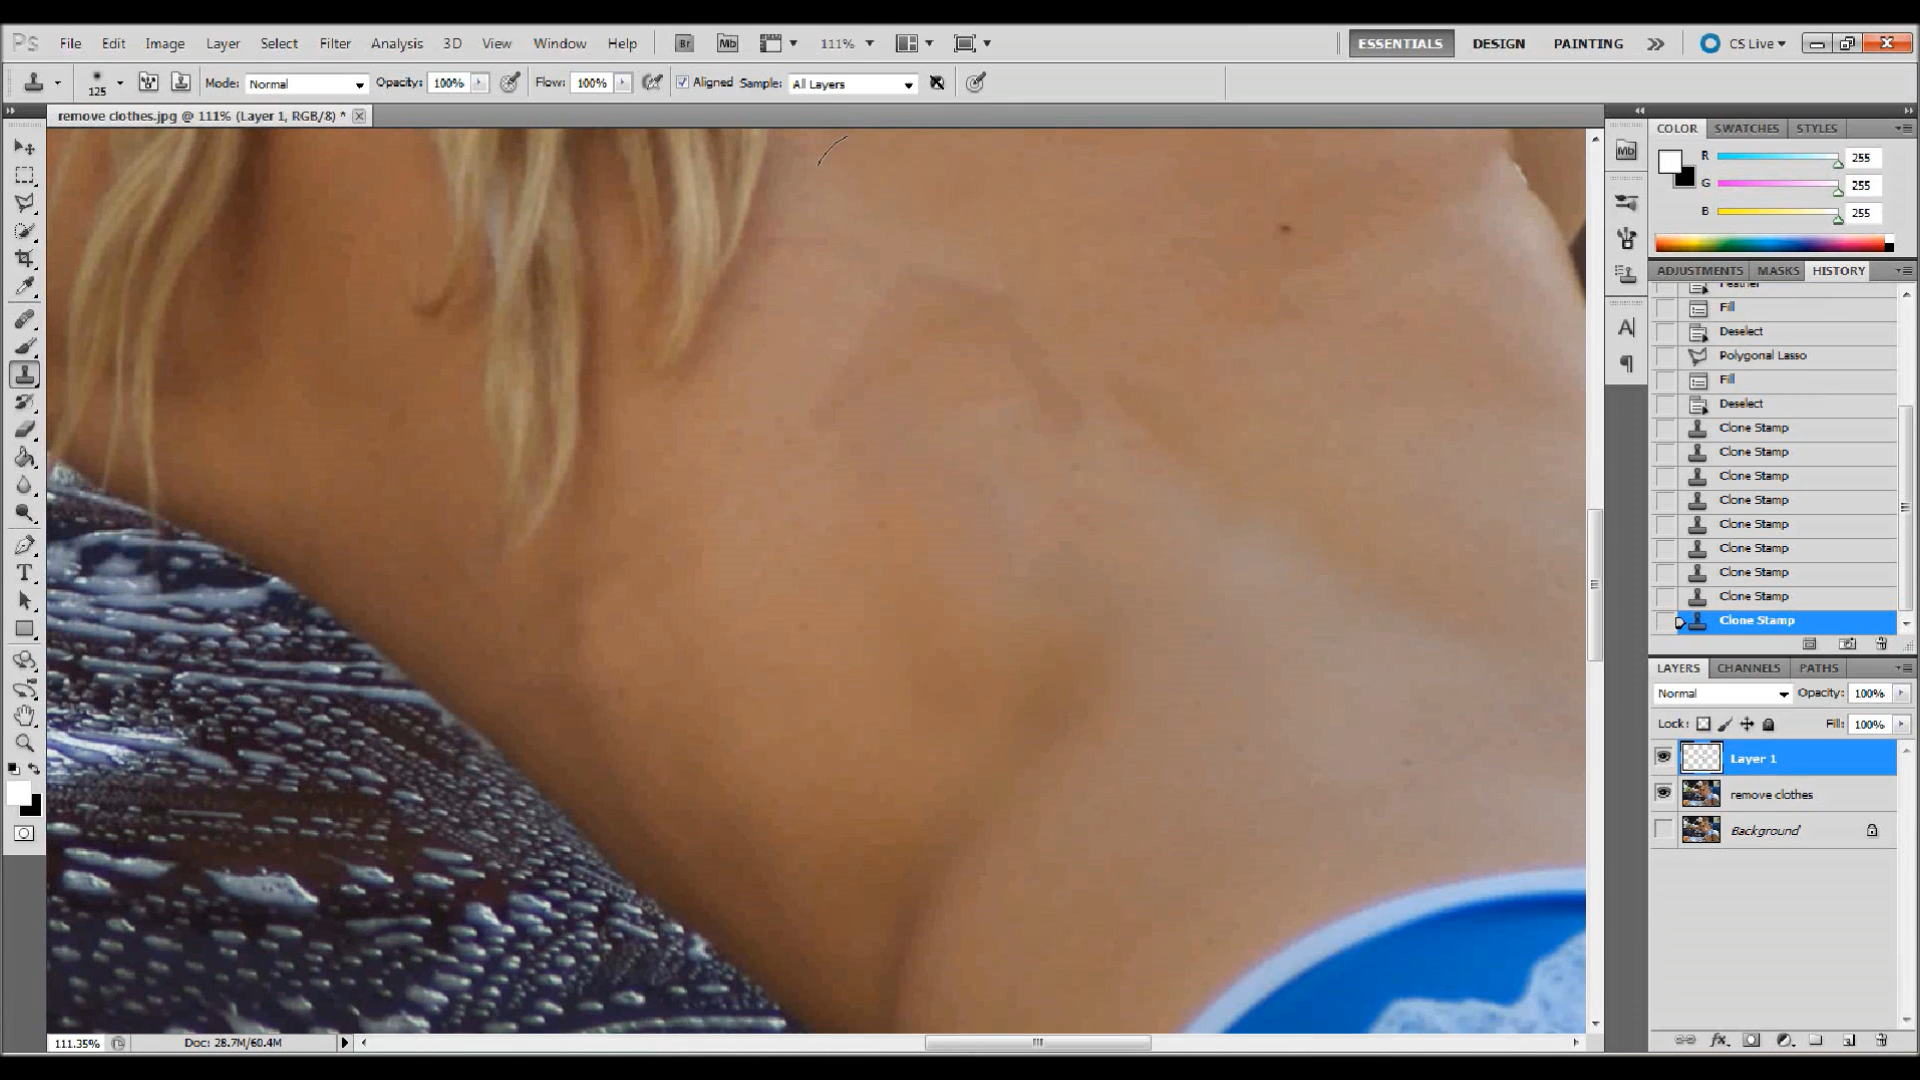 Ps File Edit Image Layer Select Filter Analysis 3D View Window Help Br Mb 111% ESSENTIALS DESIGN PAINTING CS Live
125 Mode: Normal Opacity: 100% Flow: 100% Aligned Sample: All Layers
remove clothes.jpg @ 111% (Layer 1, RGB/8) *
COLOR SWATCHES STYLES
Mb
R 255
G 255
B 255
ADJUSTMENTS MASKS HISTORY
Feather
Fill
Deselect
Polygonal Lasso
Fill
Deselect
Clone Stamp
Clone Stamp
Clone Stamp
Clone Stamp
Clone Stamp
Clone Stamp
Clone Stamp
Clone Stamp
Clone Stamp
LAYERS CHANNELS PATHS
Normal Opacity: 100%
Lock: Fill: 100%
Layer 1
remove clothes
Background
111.35% Doc: 28.7M/60.4M